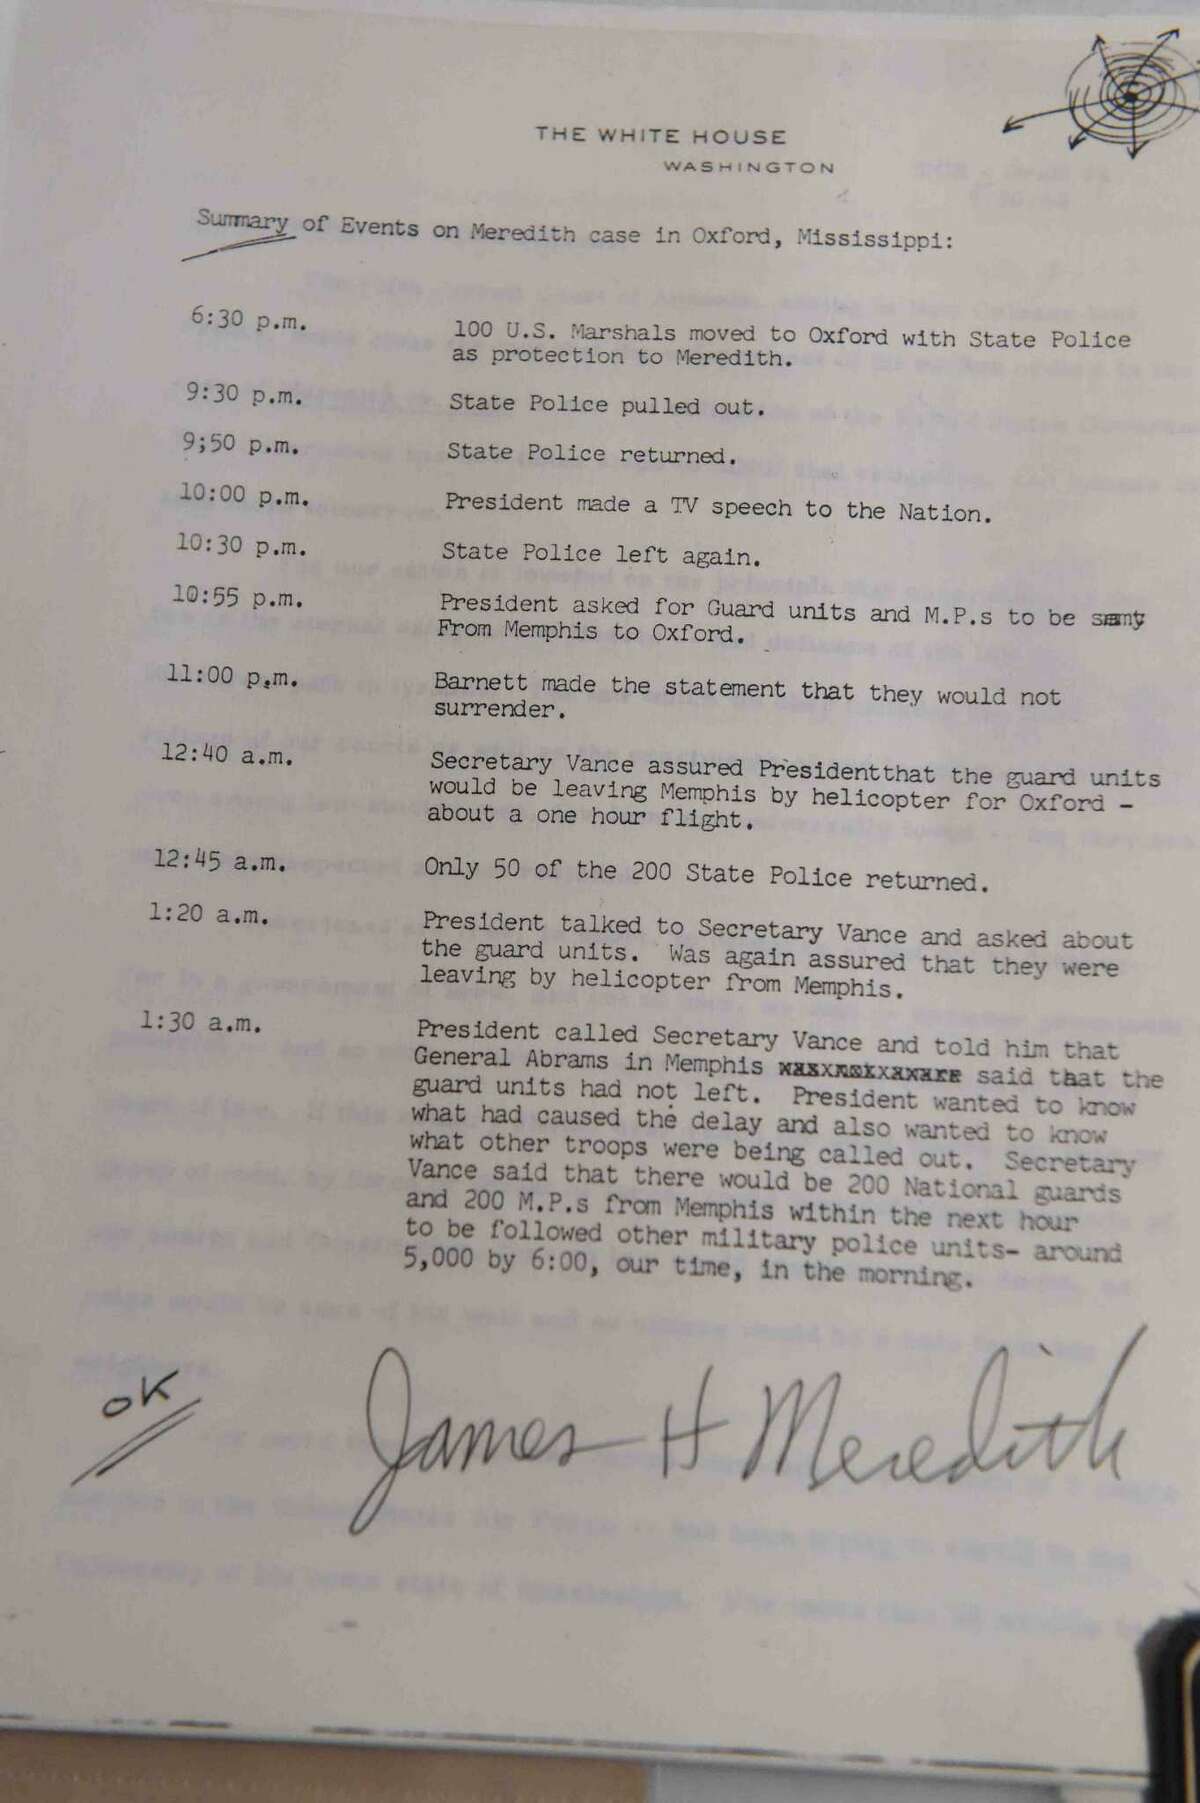 THE WHITE HOUSE
WASHINGTON
Summary of Events on Meredith case in Oxford, Mississippi:
6:30 p.m. 100 U.S. Marshals moved to Oxford with State Police
as protection to Meredith.
9:30 p.m. State Police pulled out.
9;50 p.m. State Police returned.
10:00 p.m. President made a TV speech to the Nation.
10:30 p.m. State Police left again.
10:55 p.m. President asked for Guard units and M.P.s to be sent
From Memphis to Oxford.
11:00 p.m. Barnett made the statement that they would not
surrender.
12:40 a.m. Secretary Vance assured Presidentthat the guard units
would be leaving Memphis by helicopter for Oxford -
about a one hour flight.
12:45 a.m. Only 50 of the 200 State Police returned.
1:20 a.m. President talked to Secretary Vance and asked about
the guard units. Was again assured that they were
leaving by helicopter from Memphis.
1:30 a.m. President called Secretary Vance and told him that
General Abrams in Memphis said that the
guard units had not left. President wanted to know
what had caused the delay and also wanted to know
what other troops were being called out. Secretary
Vance said that there would be 200 National guards
and 200 M.P.s from Memphis within the next hour
to be followed other military police units- around
5,000 by 6:00, our time, in the morning.
OK
James H Meredith